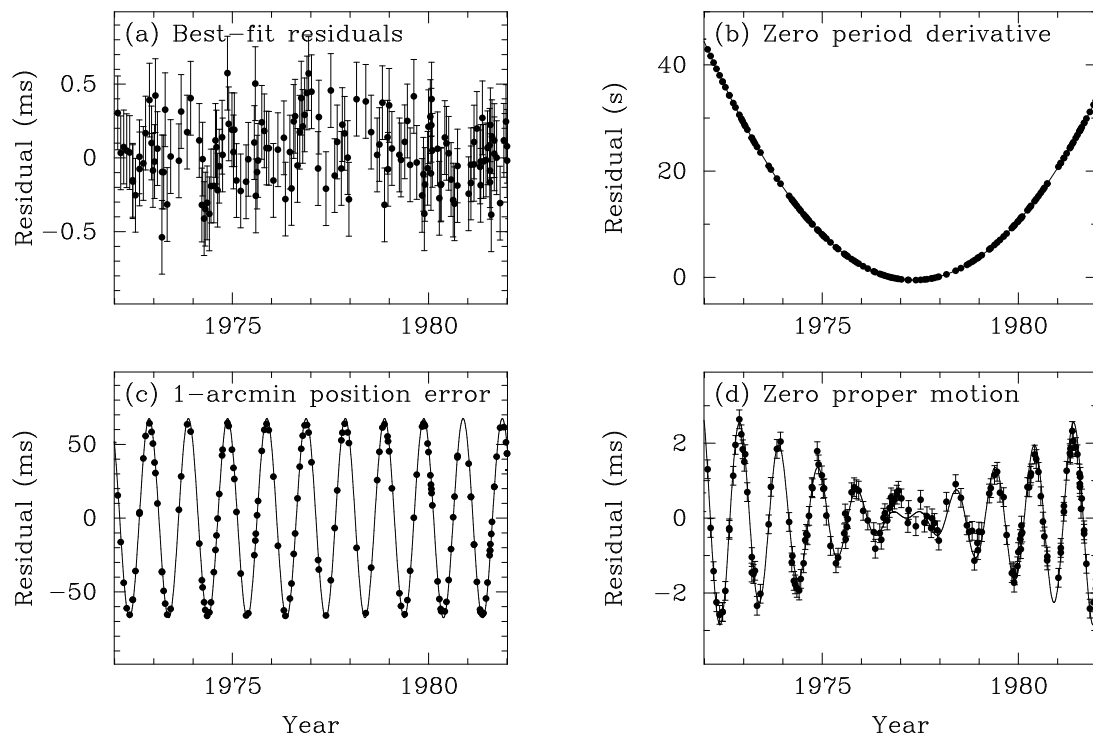 (a) Best-fit residuals
Residual (ms)
0.5
0
−0.5
1975
1980
(b) Zero period derivative
Residual (s)
40
20
0
1975
1980
(c) 1-arcmin position error
Residual (ms)
50
0
−50
1975
1980
Year
(d) Zero proper motion
Residual (ms)
2
0
−2
1975
1980
Year